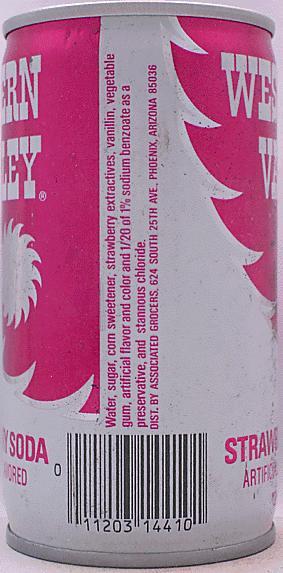 ERN
LEY®
Y SODA
VORED
Water, sugar, corn sweetener, strawberry extractives, vanillin, vegetable
gum, artificial flavor and color, and 1/20 of 1% sodium benzoate as a
preservative, and stannous chloride.
DIST. BY ASSOCIATED GROCERS, 624 SOUTH 25TH AVE., PHOENIX, ARIZONA 85036
0 11203 14410
WES
VA
STRAW
ARTIFIC